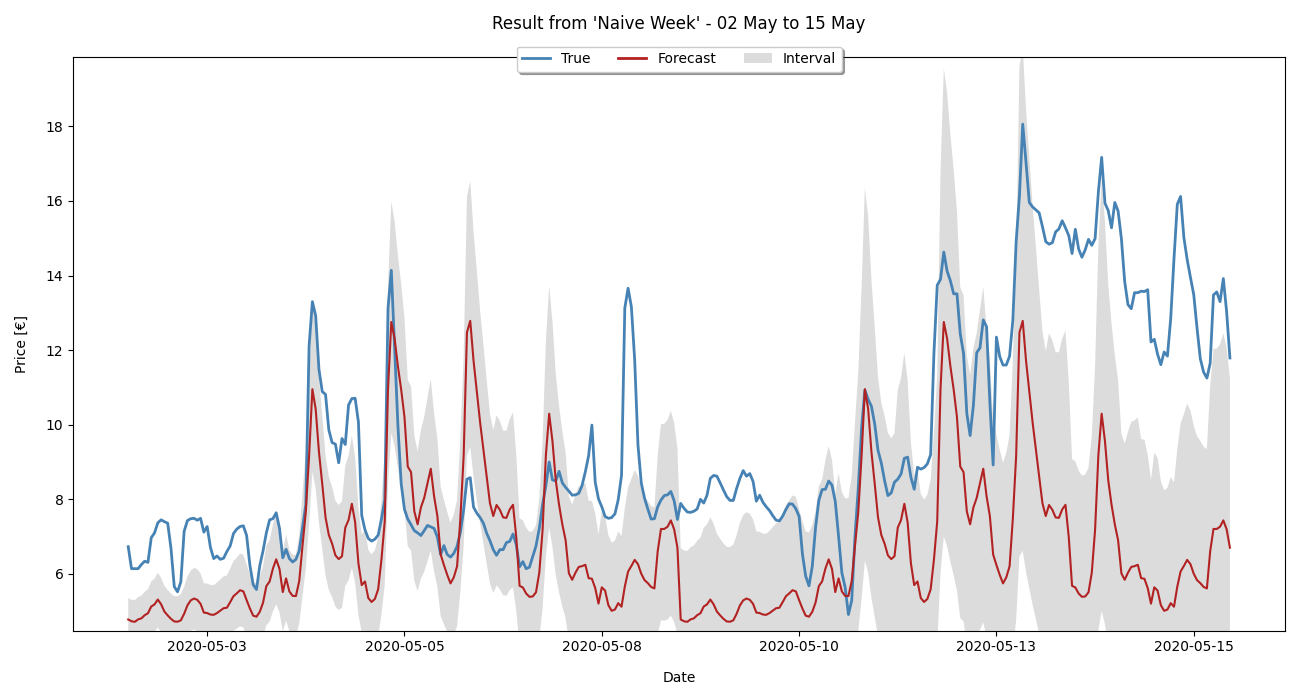 Result from 'Naive Week' - 02 May to 15 May
True Forecast Interval
18
16
14
12
10
8
6
Price [€]
2020-05-03 2020-05-05 2020-05-08 2020-05-10 2020-05-13 2020-05-15
Date